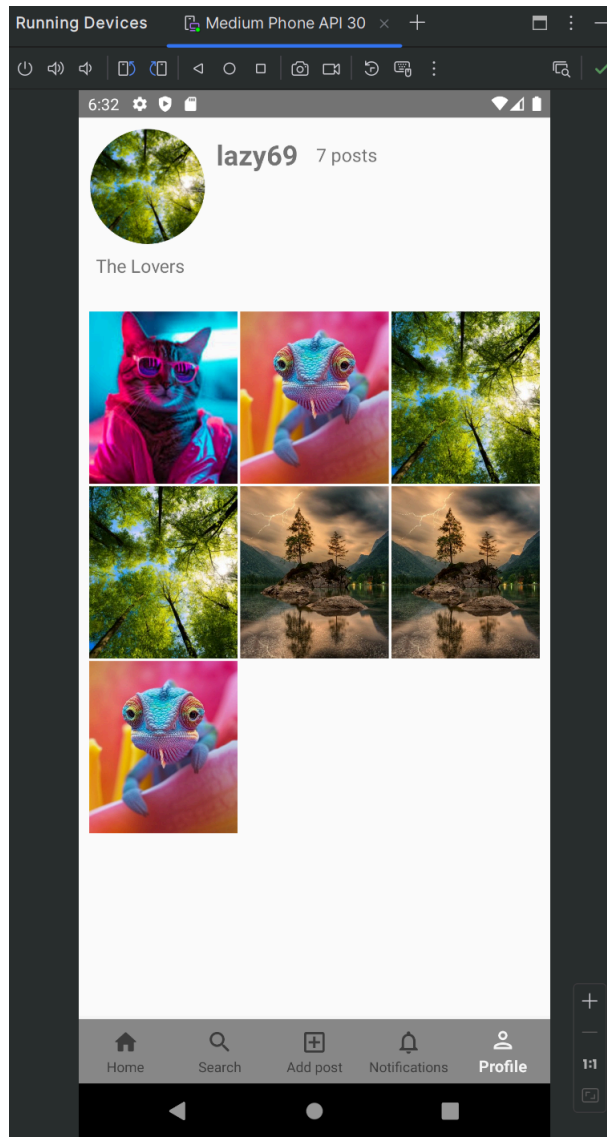 Running Devices
Medium Phone API 30
6:32
lazy69
7 posts
The Lovers
Home
Search
Add post
Notifications
Profile
1:1